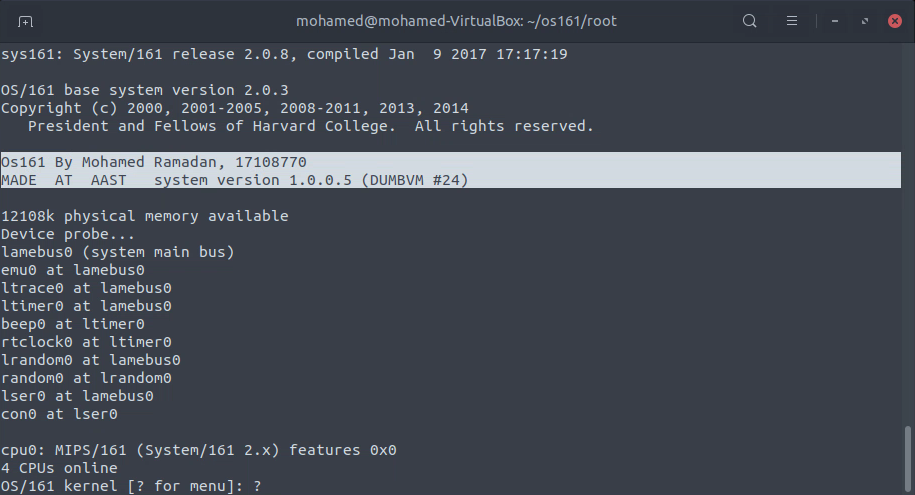 mohamed@mohamed-VirtualBox: ~/os161/root
sys161: System/161 release 2.0.8, compiled Jan  9 2017 17:17:19
OS/161 base system version 2.0.3
Copyright (c) 2000, 2001-2005, 2008-2011, 2013, 2014
   President and Fellows of Harvard College.  All rights reserved.
Os161 By Mohamed Ramadan, 17108770
MADE  AT  AAST   system version 1.0.0.5 (DUMBVM #24)
12108k physical memory available
Device probe...
lamebus0 (system main bus)
emu0 at lamebus0
ltrace0 at lamebus0
ltimer0 at lamebus0
beep0 at ltimer0
rtclock0 at ltimer0
lrandom0 at lamebus0
random0 at lrandom0
lser0 at lamebus0
con0 at lser0
cpu0: MIPS/161 (System/161 2.x) features 0x0
4 CPUs online
OS/161 kernel [? for menu]: ?